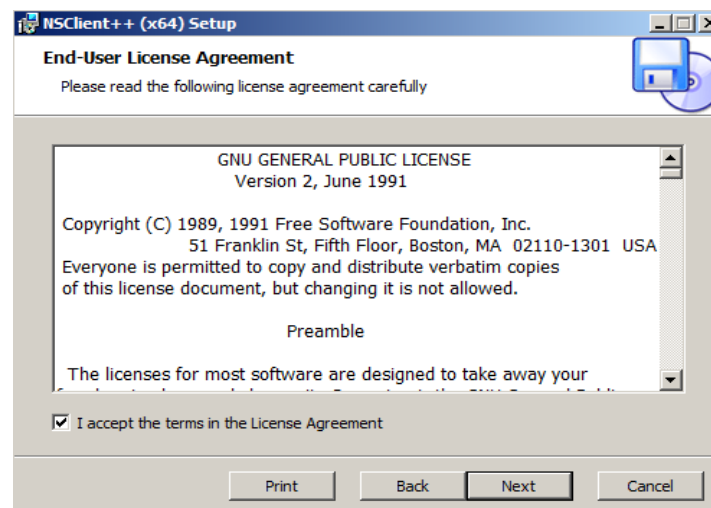 NSClient++ (x64) Setup
End-User License Agreement
Please read the following license agreement carefully
GNU GENERAL PUBLIC LICENSE
Version 2, June 1991
Copyright (C) 1989, 1991 Free Software Foundation, Inc.
51 Franklin St, Fifth Floor, Boston, MA 02110-1301 USA
Everyone is permitted to copy and distribute verbatim copies
of this license document, but changing it is not allowed.
Preamble
The licenses for most software are designed to take away your
I accept the terms in the License Agreement
Print Back Next Cancel